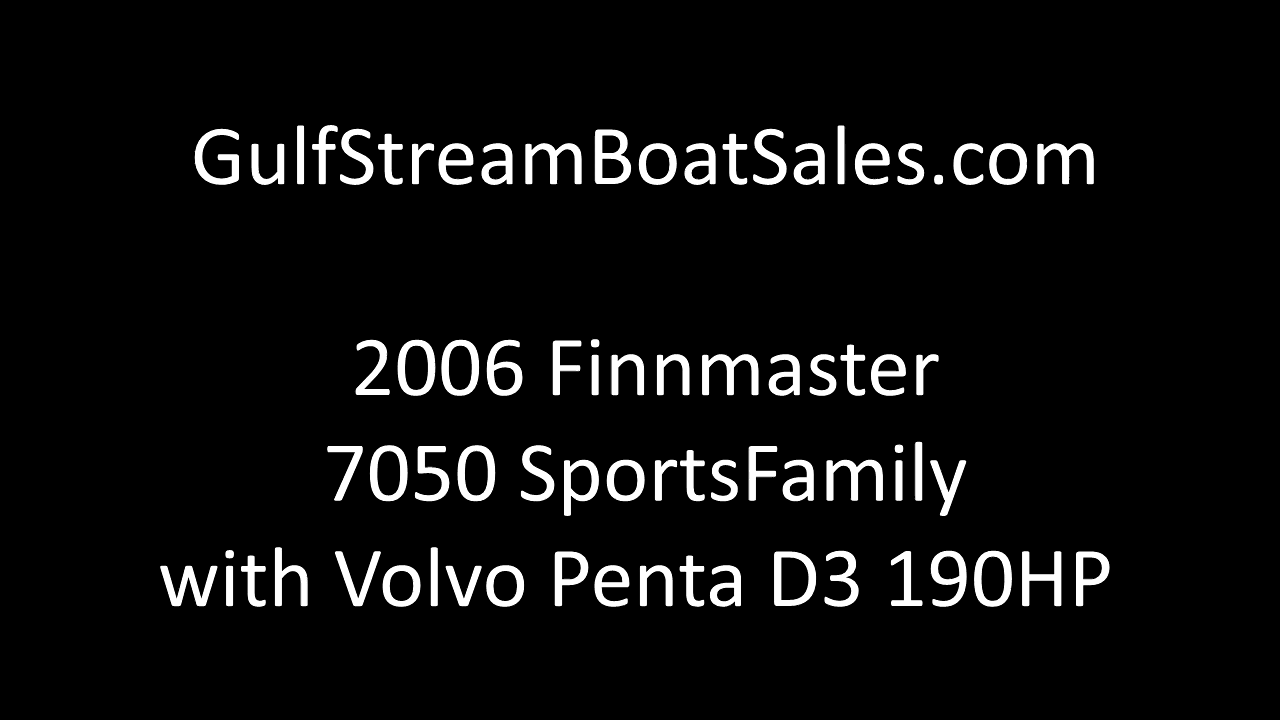 GulfStreamBoatSales.com
2006 Finnmaster
7050 SportsFamily
with Volvo Penta D3 190HP